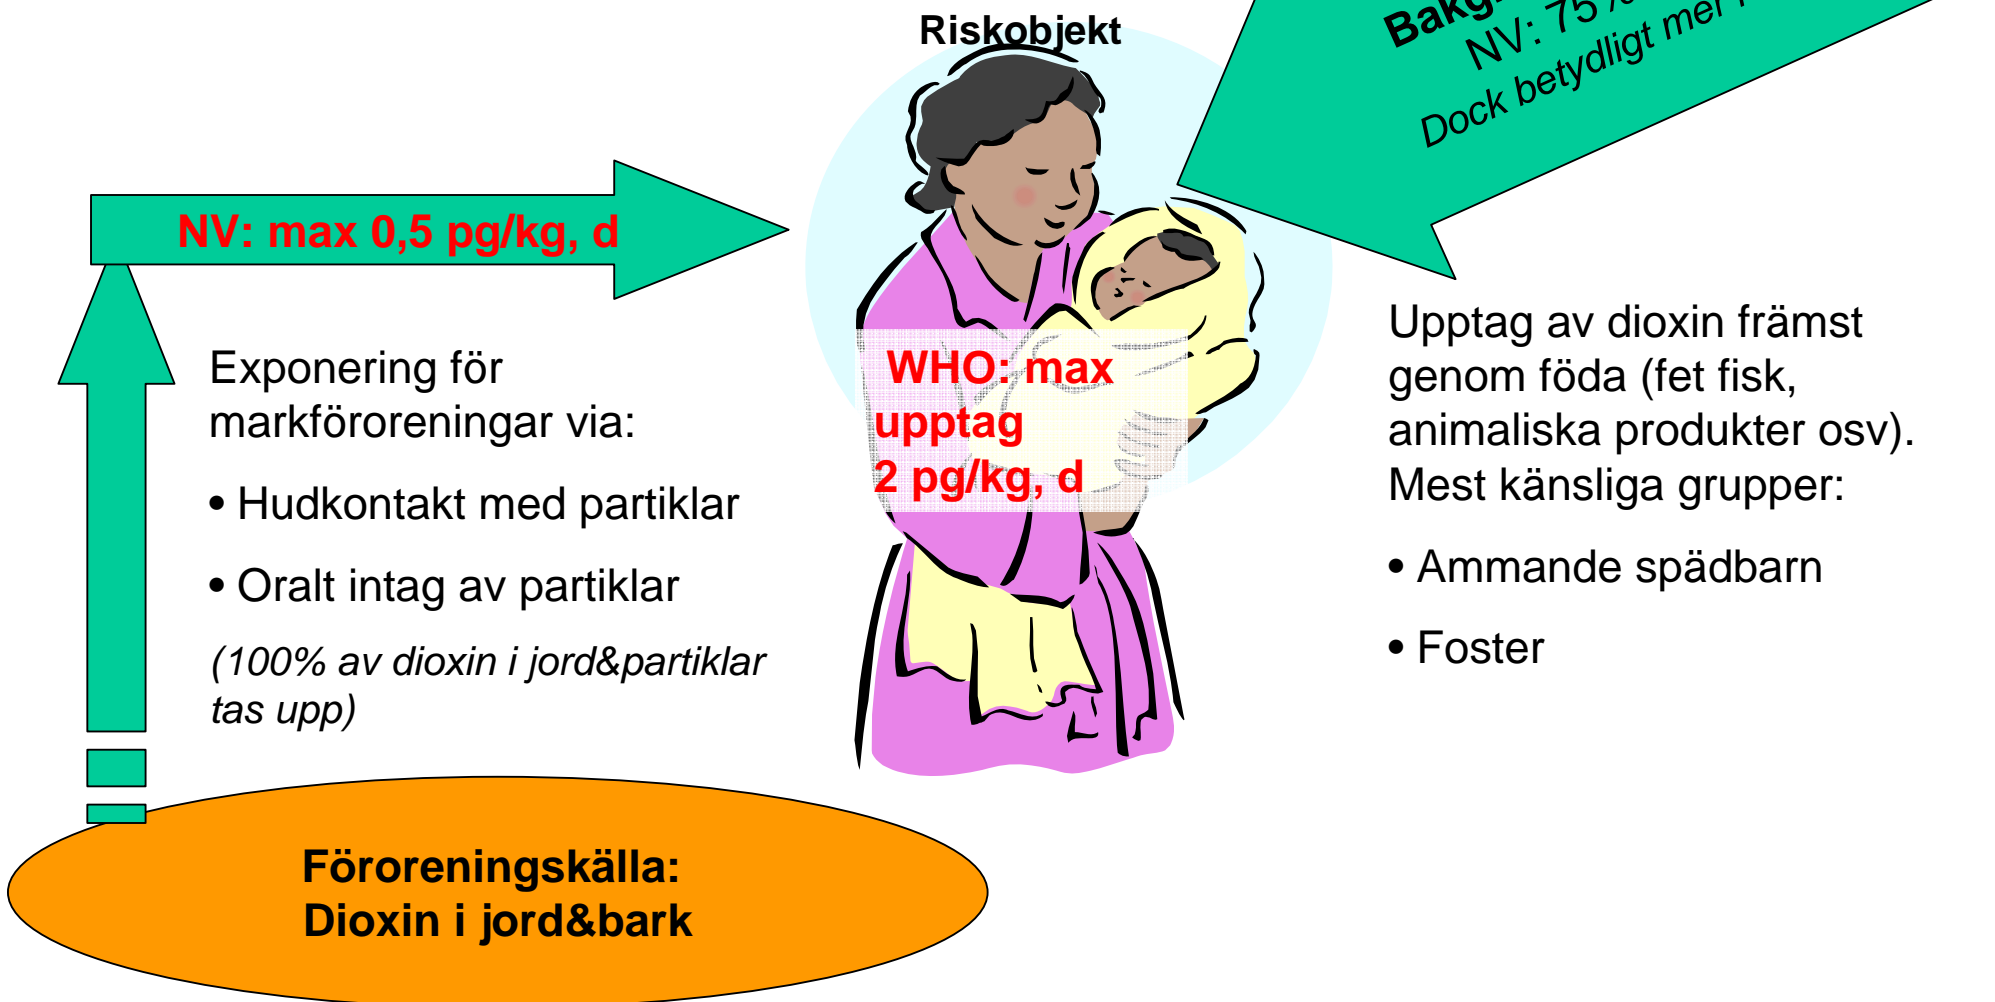 Riskobjekt
NV: 75%
Dock betydligt mer
NV: max 0,5 pg/kg, d
Exponering för
markföroreningar via:
• Hudkontakt med partiklar
• Oralt intag av partiklar
(100% av dioxin i jord&partiklar
tas upp)
WHO: max
upptag
2 pg/kg, d
Upptag av dioxin främst
genom föda (fet fisk,
animaliska produkter osv).
Mest känsliga grupper:
• Ammande spädbarn
• Foster
Föroreningskälla:
Dioxin i jord&bark